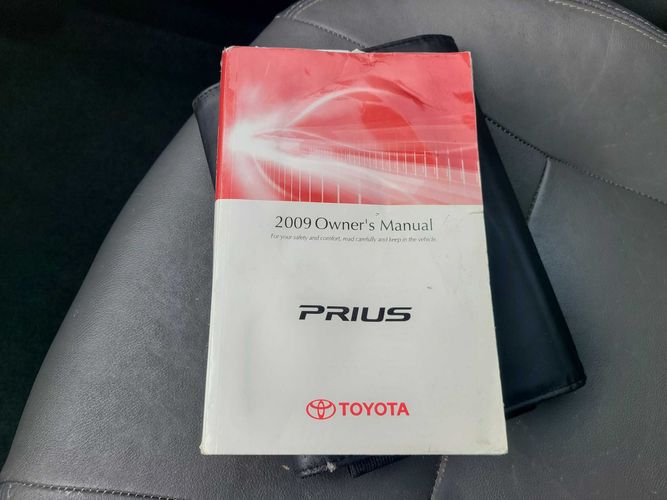 2009 Owner's Manual
For your safety and comfort, read carefully and keep in the vehicle.
PRIUS
TOYOTA